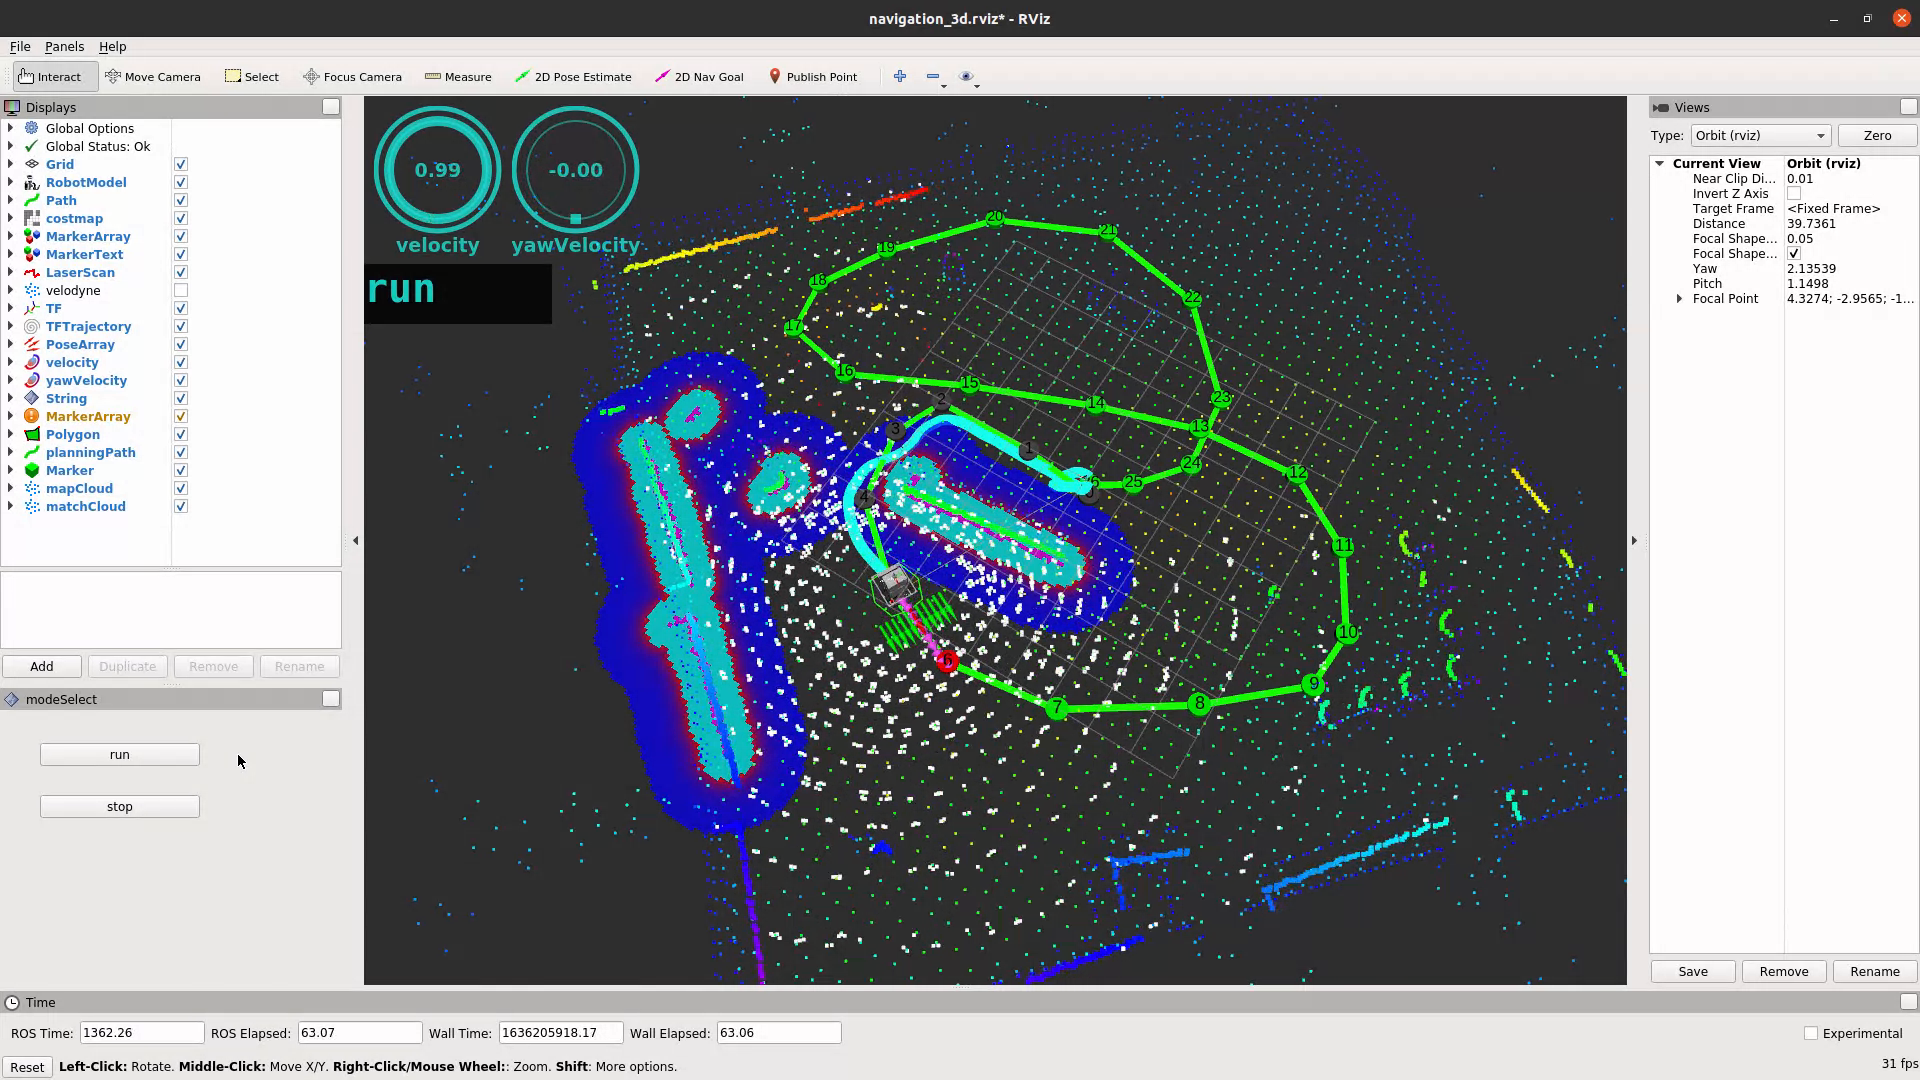 navigation_3d.rviz* - RViz
File Panels Help
Interact Move Camera Select Focus Camera Measure 2D Pose Estimate 2D Nav Goal Publish Point
Displays
Global Options
Global Status: Ok
Grid
RobotModel
Path
costmap
MarkerArray
MarkerText
LaserScan
velodyne
TF
TFTrajectory
PoseArray
velocity
yawVelocity
String
MarkerArray
Polygon
planningPath
Marker
mapCloud
matchCloud
Add Duplicate Remove Rename
modeSelect
run
stop
0.99 -0.00
velocity yawVelocity
run
20
21
19
18
22
17
16
15
23
2
14
13
3
1
24
12
25
4
11
10
6
9
8
7
Views
Type: Orbit (rviz) Zero
Current View Orbit (rviz)
Near Clip Di... 0.01
Invert Z Axis
Target Frame <Fixed Frame>
Distance 39.7361
Focal Shape... 0.05
Focal Shape...
Yaw 2.13539
Pitch 1.1498
Focal Point 4.3274; -2.9565; -1...
Save Remove Rename
Time
ROS Time: 1362.26 ROS Elapsed: 63.07 Wall Time: 1636205918.17 Wall Elapsed: 63.06 Experimental
Reset Left-Click: Rotate. Middle-Click: Move X/Y. Right-Click/Mouse Wheel:: Zoom. Shift: More options. 31 fps